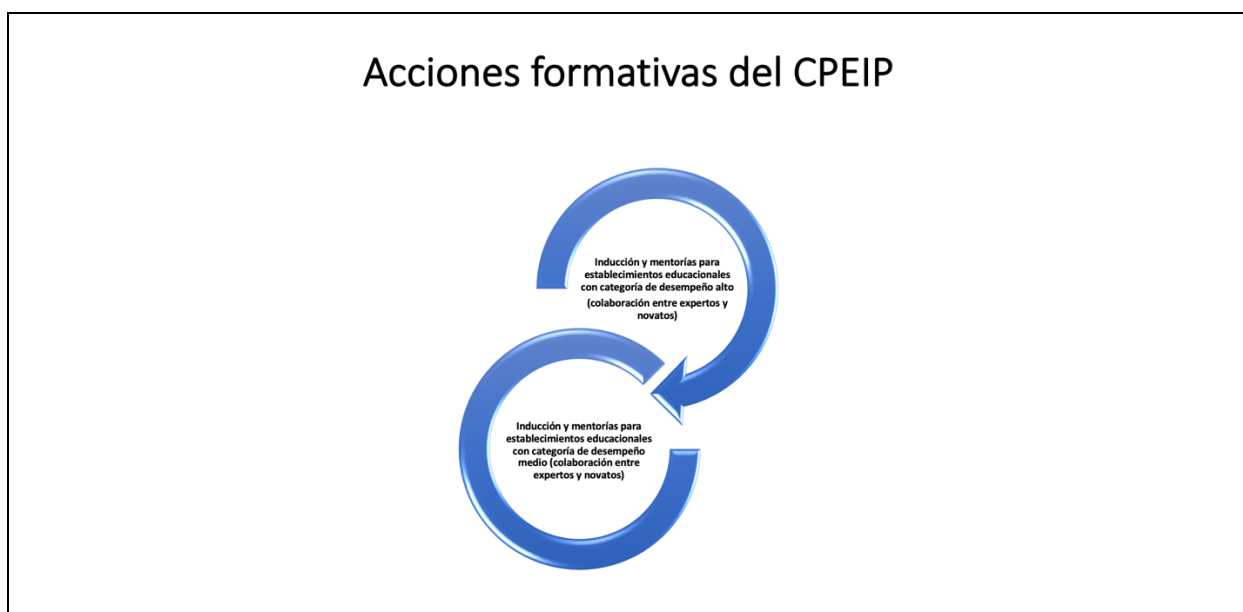 Acciones formativas del CPEIP
Inducción y mentorías para
establecimientos educacionales
con categoría de desempeño alto
(colaboración entre expertos y
novatos)
Inducción y mentorías para
establecimientos educacionales
con categoría de desempeño
medio (colaboración entre
expertos y novatos)